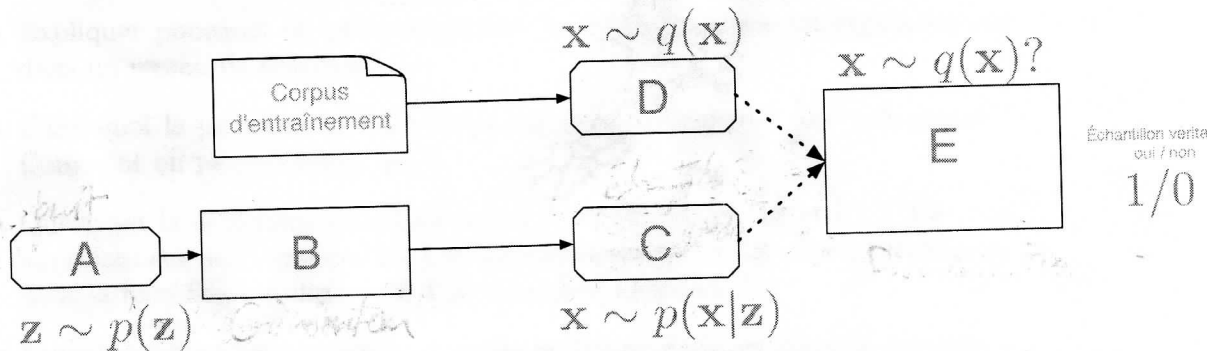 x ∼ q(x)
x ∼ q(x)?
Corpus
d'entraînement
D
E
Échantillon verita
oui / non
1/0
A
B
C
z ∼ p(z)
x ∼ p(x|z)